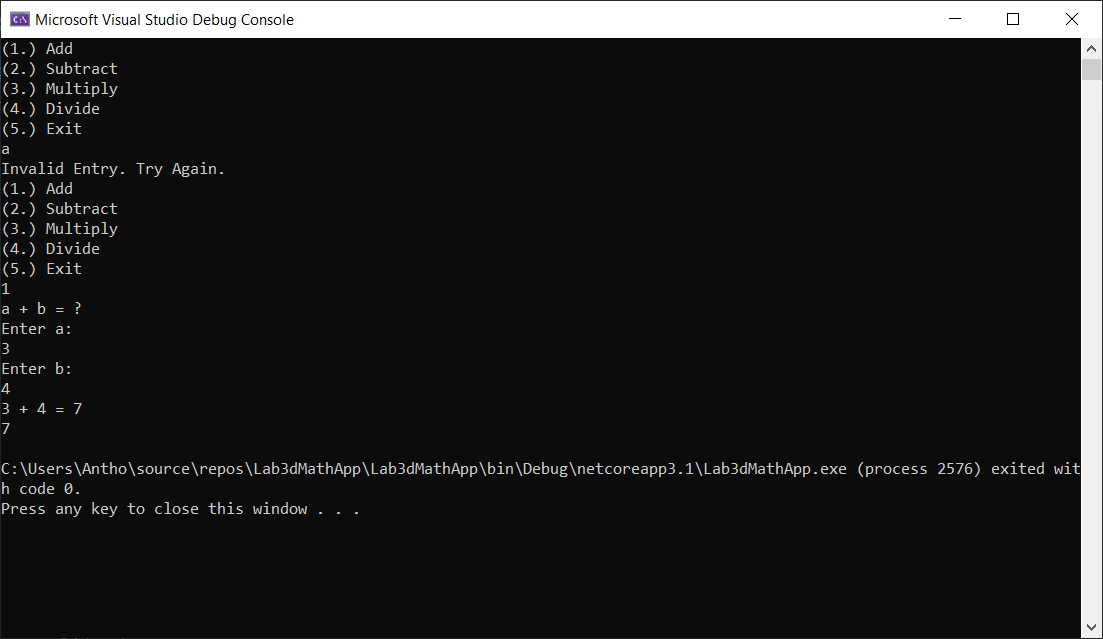 Microsoft Visual Studio Debug Console
(1.) Add
(2.) Subtract
(3.) Multiply
(4.) Divide
(5.) Exit
a
Invalid Entry. Try Again.
(1.) Add
(2.) Subtract
(3.) Multiply
(4.) Divide
(5.) Exit
1
a + b = ?
Enter a:
3
Enter b:
4
3 + 4 = 7
7
C:\Users\Antho\source\repos\Lab3dMathApp\Lab3dMathApp\bin\Debug\netcoreapp3.1\Lab3dMathApp.exe (process 2576) exited wit
h code 0.
Press any key to close this window . . .